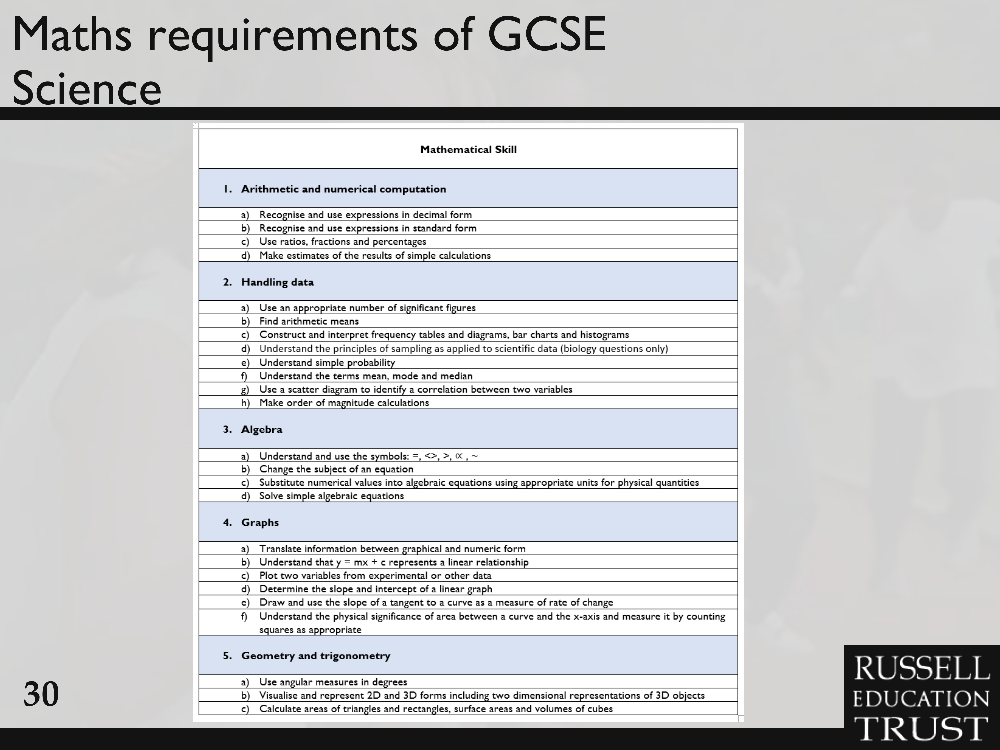 Maths requirements of GCSE
Science
Mathematical Skill
1. Arithmetic and numerical computation
a) Recognise and use expressions in decimal form
b) Recognise and use expressions in standard form
c) Use ratios, fractions and percentages
d) Make estimates of the results of simple calculations
2. Handling data
a) Use an appropriate number of significant figures
b) Find arithmetic means
c) Construct and interpret frequency tables and diagrams, bar charts and histograms
d) Understand the principles of sampling as applied to scientific data (biology questions only)
e) Understand simple probability
f) Understand the terms mean, mode and median
g) Use a scatter diagram to identify a correlation between two variables
h) Make order of magnitude calculations
3. Algebra
a) Understand and use the symbols: =, <>, >, ∝ , ~
b) Change the subject of an equation
c) Substitute numerical values into algebraic equations using appropriate units for physical quantities
d) Solve simple algebraic equations
4. Graphs
a) Translate information between graphical and numeric form
b) Understand that y = mx + c represents a linear relationship
c) Plot two variables from experimental or other data
d) Determine the slope and intercept of a linear graph
e) Draw and use the slope of a tangent to a curve as a measure of rate of change
f) Understand the physical significance of area between a curve and the x-axis and measure it by counting
squares as appropriate
5. Geometry and trigonometry
a) Use angular measures in degrees
b) Visualise and represent 2D and 3D forms including two dimensional representations of 3D objects
c) Calculate areas of triangles and rectangles, surface areas and volumes of cubes
30
RUSSELL
EDUCATION
TRUST